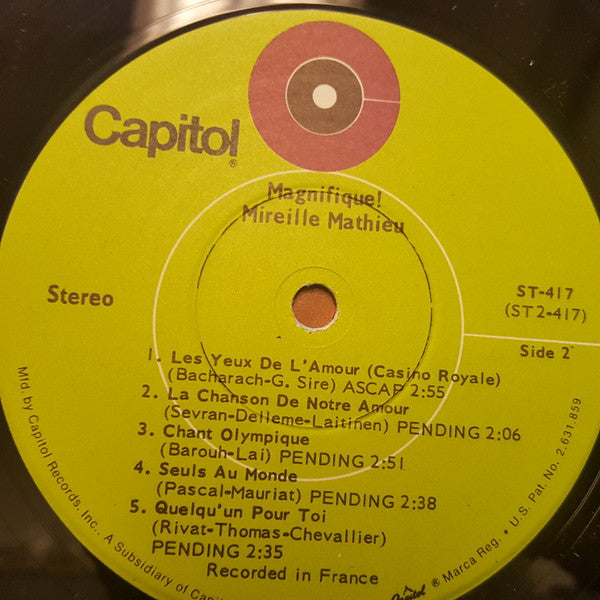 Capitol®
Magnifique!
Mireille Mathieu
Stereo
ST-417
(ST2-417)
Side 2
1. Les Yeux De L'Amour (Casino Royale)
(Bacharach-G. Sire) ASCAP 2:55
2. La Chanson De Notre Amour
(Sevran-Delleme-Laitinen) PENDING 2:06
3. Chant Olympique
(Barouh-Lai) PENDING 2:51
4. Seuls Au Monde
(Pascal-Mauriat) PENDING 2:38
5. Quelqu'un Pour Toi
(Rivat-Thomas-Chevallier)
PENDING 2:35
Recorded in France
Mfd. by Capitol Records, Inc., A Subsidiary of Capitol
Capitol ® Marca Reg. • U.S. Pat. No. 2,631,859